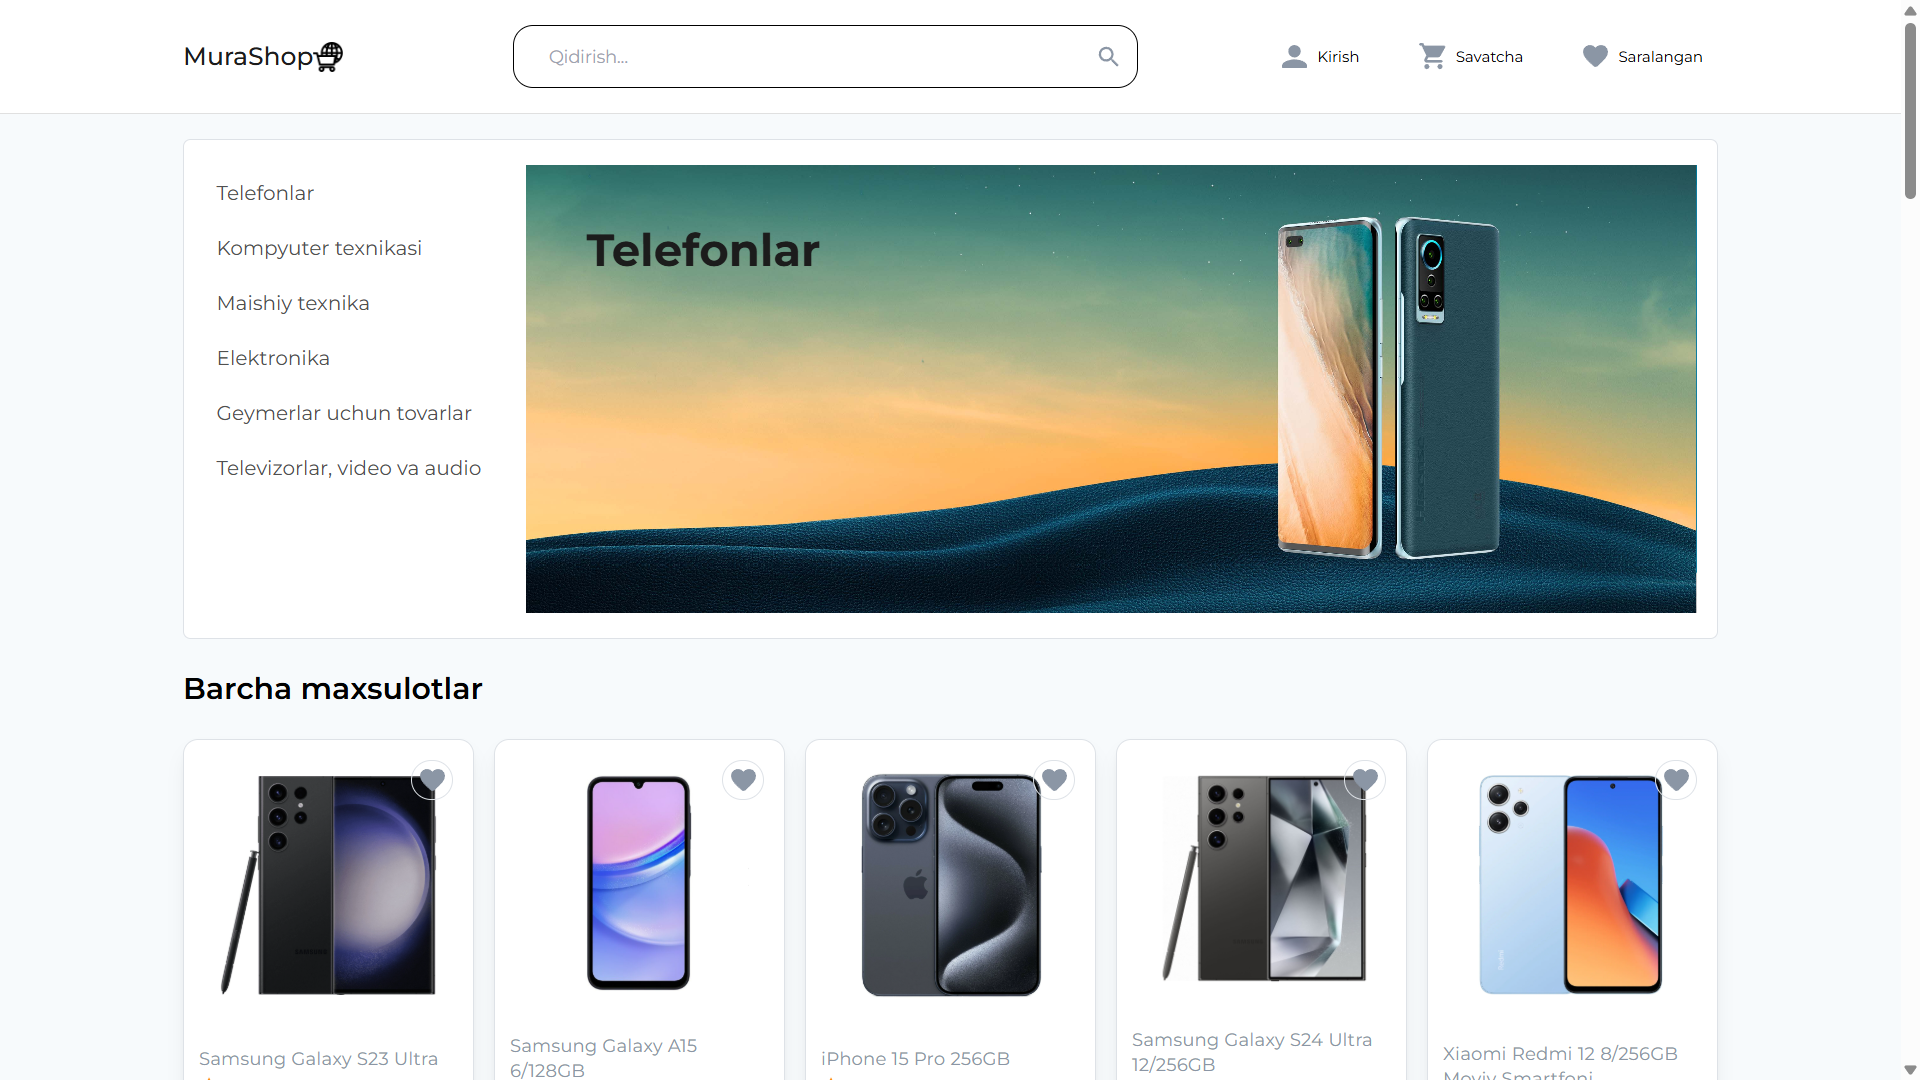 MuraShop
Qidirish...
Kirish
Savatcha
Saralangan
Telefonlar
Kompyuter texnikasi
Maishiy texnika
Elektronika
Geymerlar uchun tovarlar
Televizorlar, video va audio
Telefonlar
Barcha maxsulotlar
Samsung Galaxy S23 Ultra
Samsung Galaxy A15
6/128GB
iPhone 15 Pro 256GB
Samsung Galaxy S24 Ultra
12/256GB
Xiaomi Redmi 12 8/256GB
Moviy Smartfoni